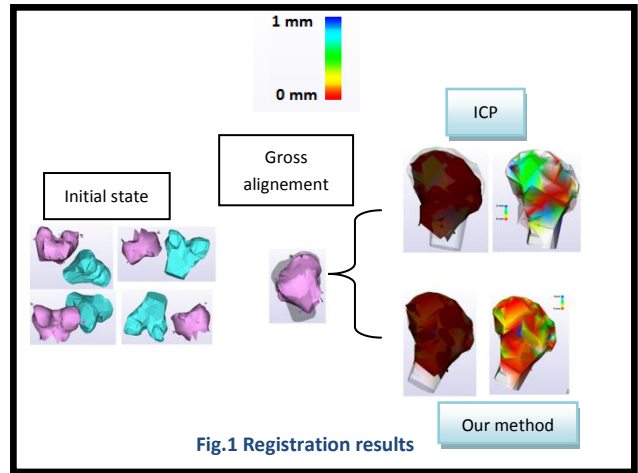 1 mm
0 mm
ICP
Gross
alignement
Initial state
Our method
Fig.1 Registration results